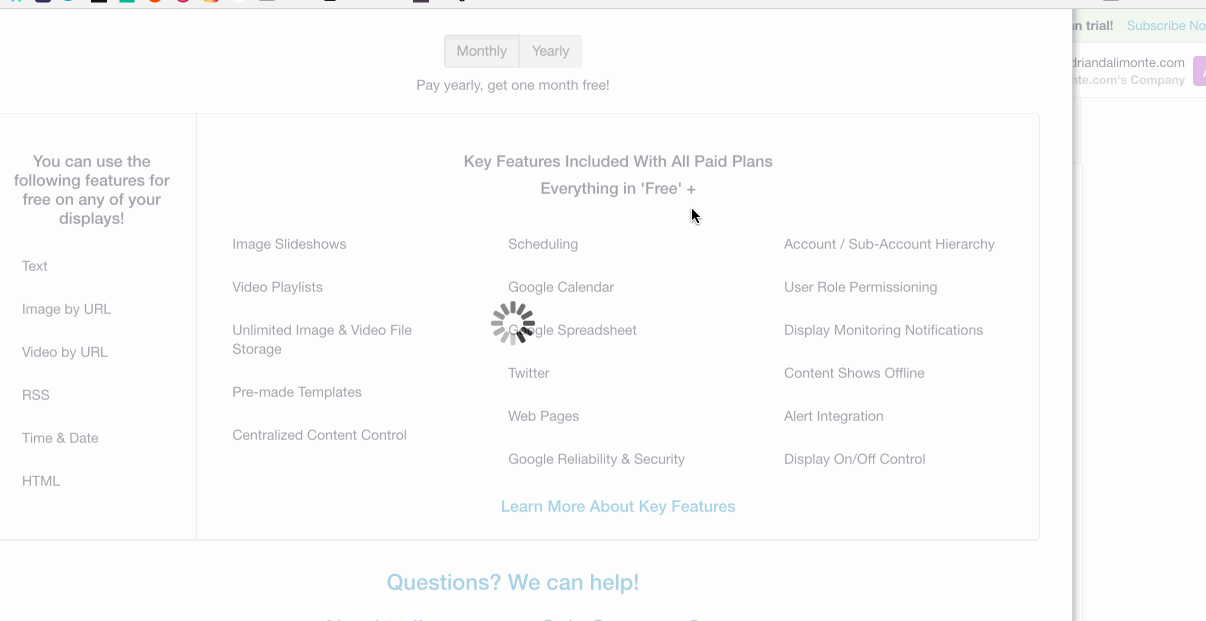 Monthly Yearly
Pay yearly, get one month free!
trial! Subscribe
You can use the
following features for
free on any of your
displays!
Text
Image by URL
Video by URL
RSS
Time & Date
HTML
Key Features Included With All Paid Plans
Everything in 'Free' +
Image Slideshows
Video Playlists
Unlimited Image & Video File
Storage
Pre-made Templates
Centralized Content Control
Scheduling
Google Calendar
Google Spreadsheet
Twitter
Web Pages
Google Reliability & Security
Account / Sub-Account Hierarchy
User Role Permissioning
Display Monitoring Notifications
Content Shows Offline
Alert Integration
Display On/Off Control
Learn More About Key Features
Questions? We can help!
driandalimonte.com
nte.com's Company